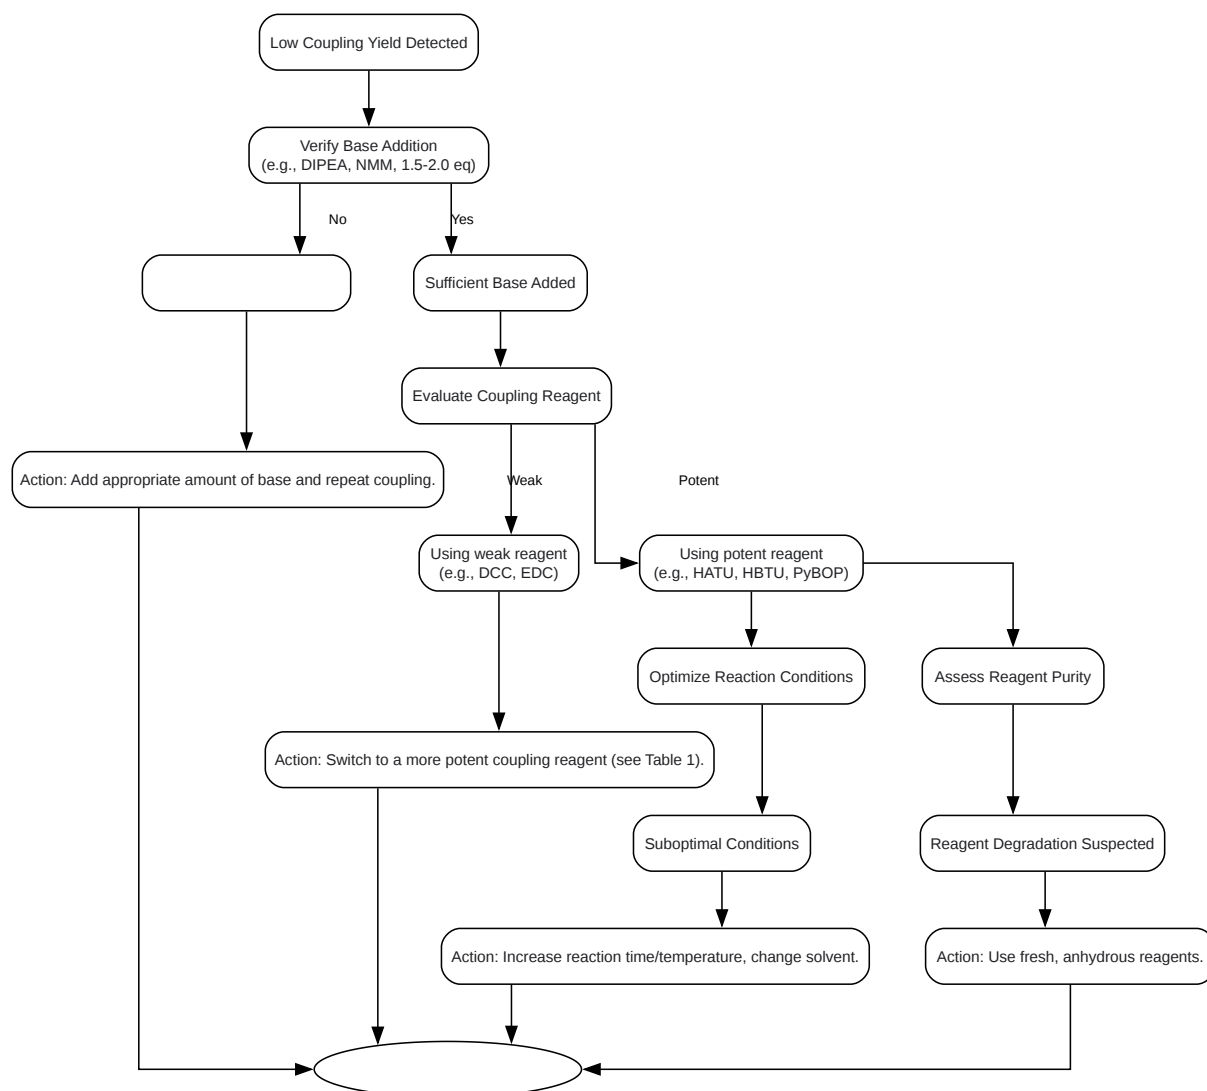 Low Coupling Yield Detected
Verify Base Addition
(e.g., DIPEA, NMM, 1.5-2.0 eq)
No
Yes
Sufficient Base Added
Evaluate Coupling Reagent
Action: Add appropriate amount of base and repeat coupling.
Weak
Potent
Using weak reagent
(e.g., DCC, EDC)
Using potent reagent
(e.g., HATU, HBTU, PyBOP)
Optimize Reaction Conditions
Assess Reagent Purity
Action: Switch to a more potent coupling reagent (see Table 1).
Suboptimal Conditions
Reagent Degradation Suspected
Action: Increase reaction time/temperature, change solvent.
Action: Use fresh, anhydrous reagents.